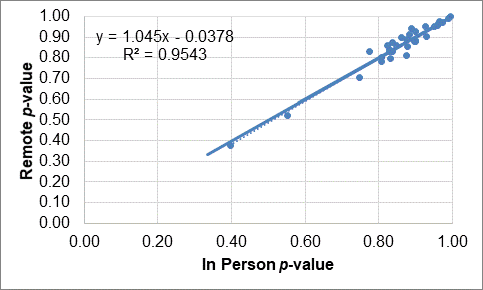 y = 1.045x - 0.0378
R² = 0.9543
1.00
0.90
0.80
0.70
0.60
0.50
0.40
0.30
0.20
0.10
0.00
Remote p-value
0.00 0.20 0.40 0.60 0.80 1.00
In Person p-value